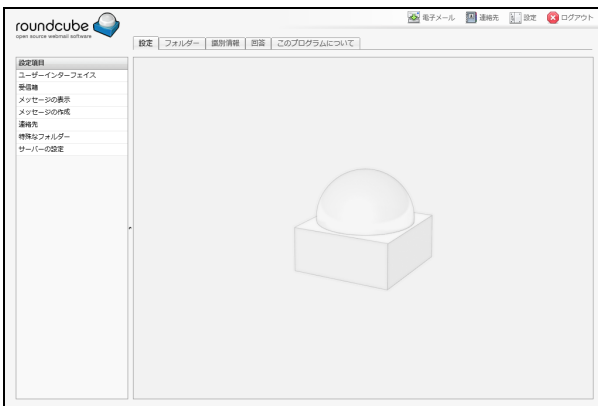 roundcube
open source webmail software
電子メール
連絡先
設定
ログアウト
設定
フォルダー
識別情報
回答
このプログラムについて
設定項目
ユーザーインターフェイス
受信箱
メッセージの表示
メッセージの作成
連絡先
特殊なフォルダー
サーバーの設定